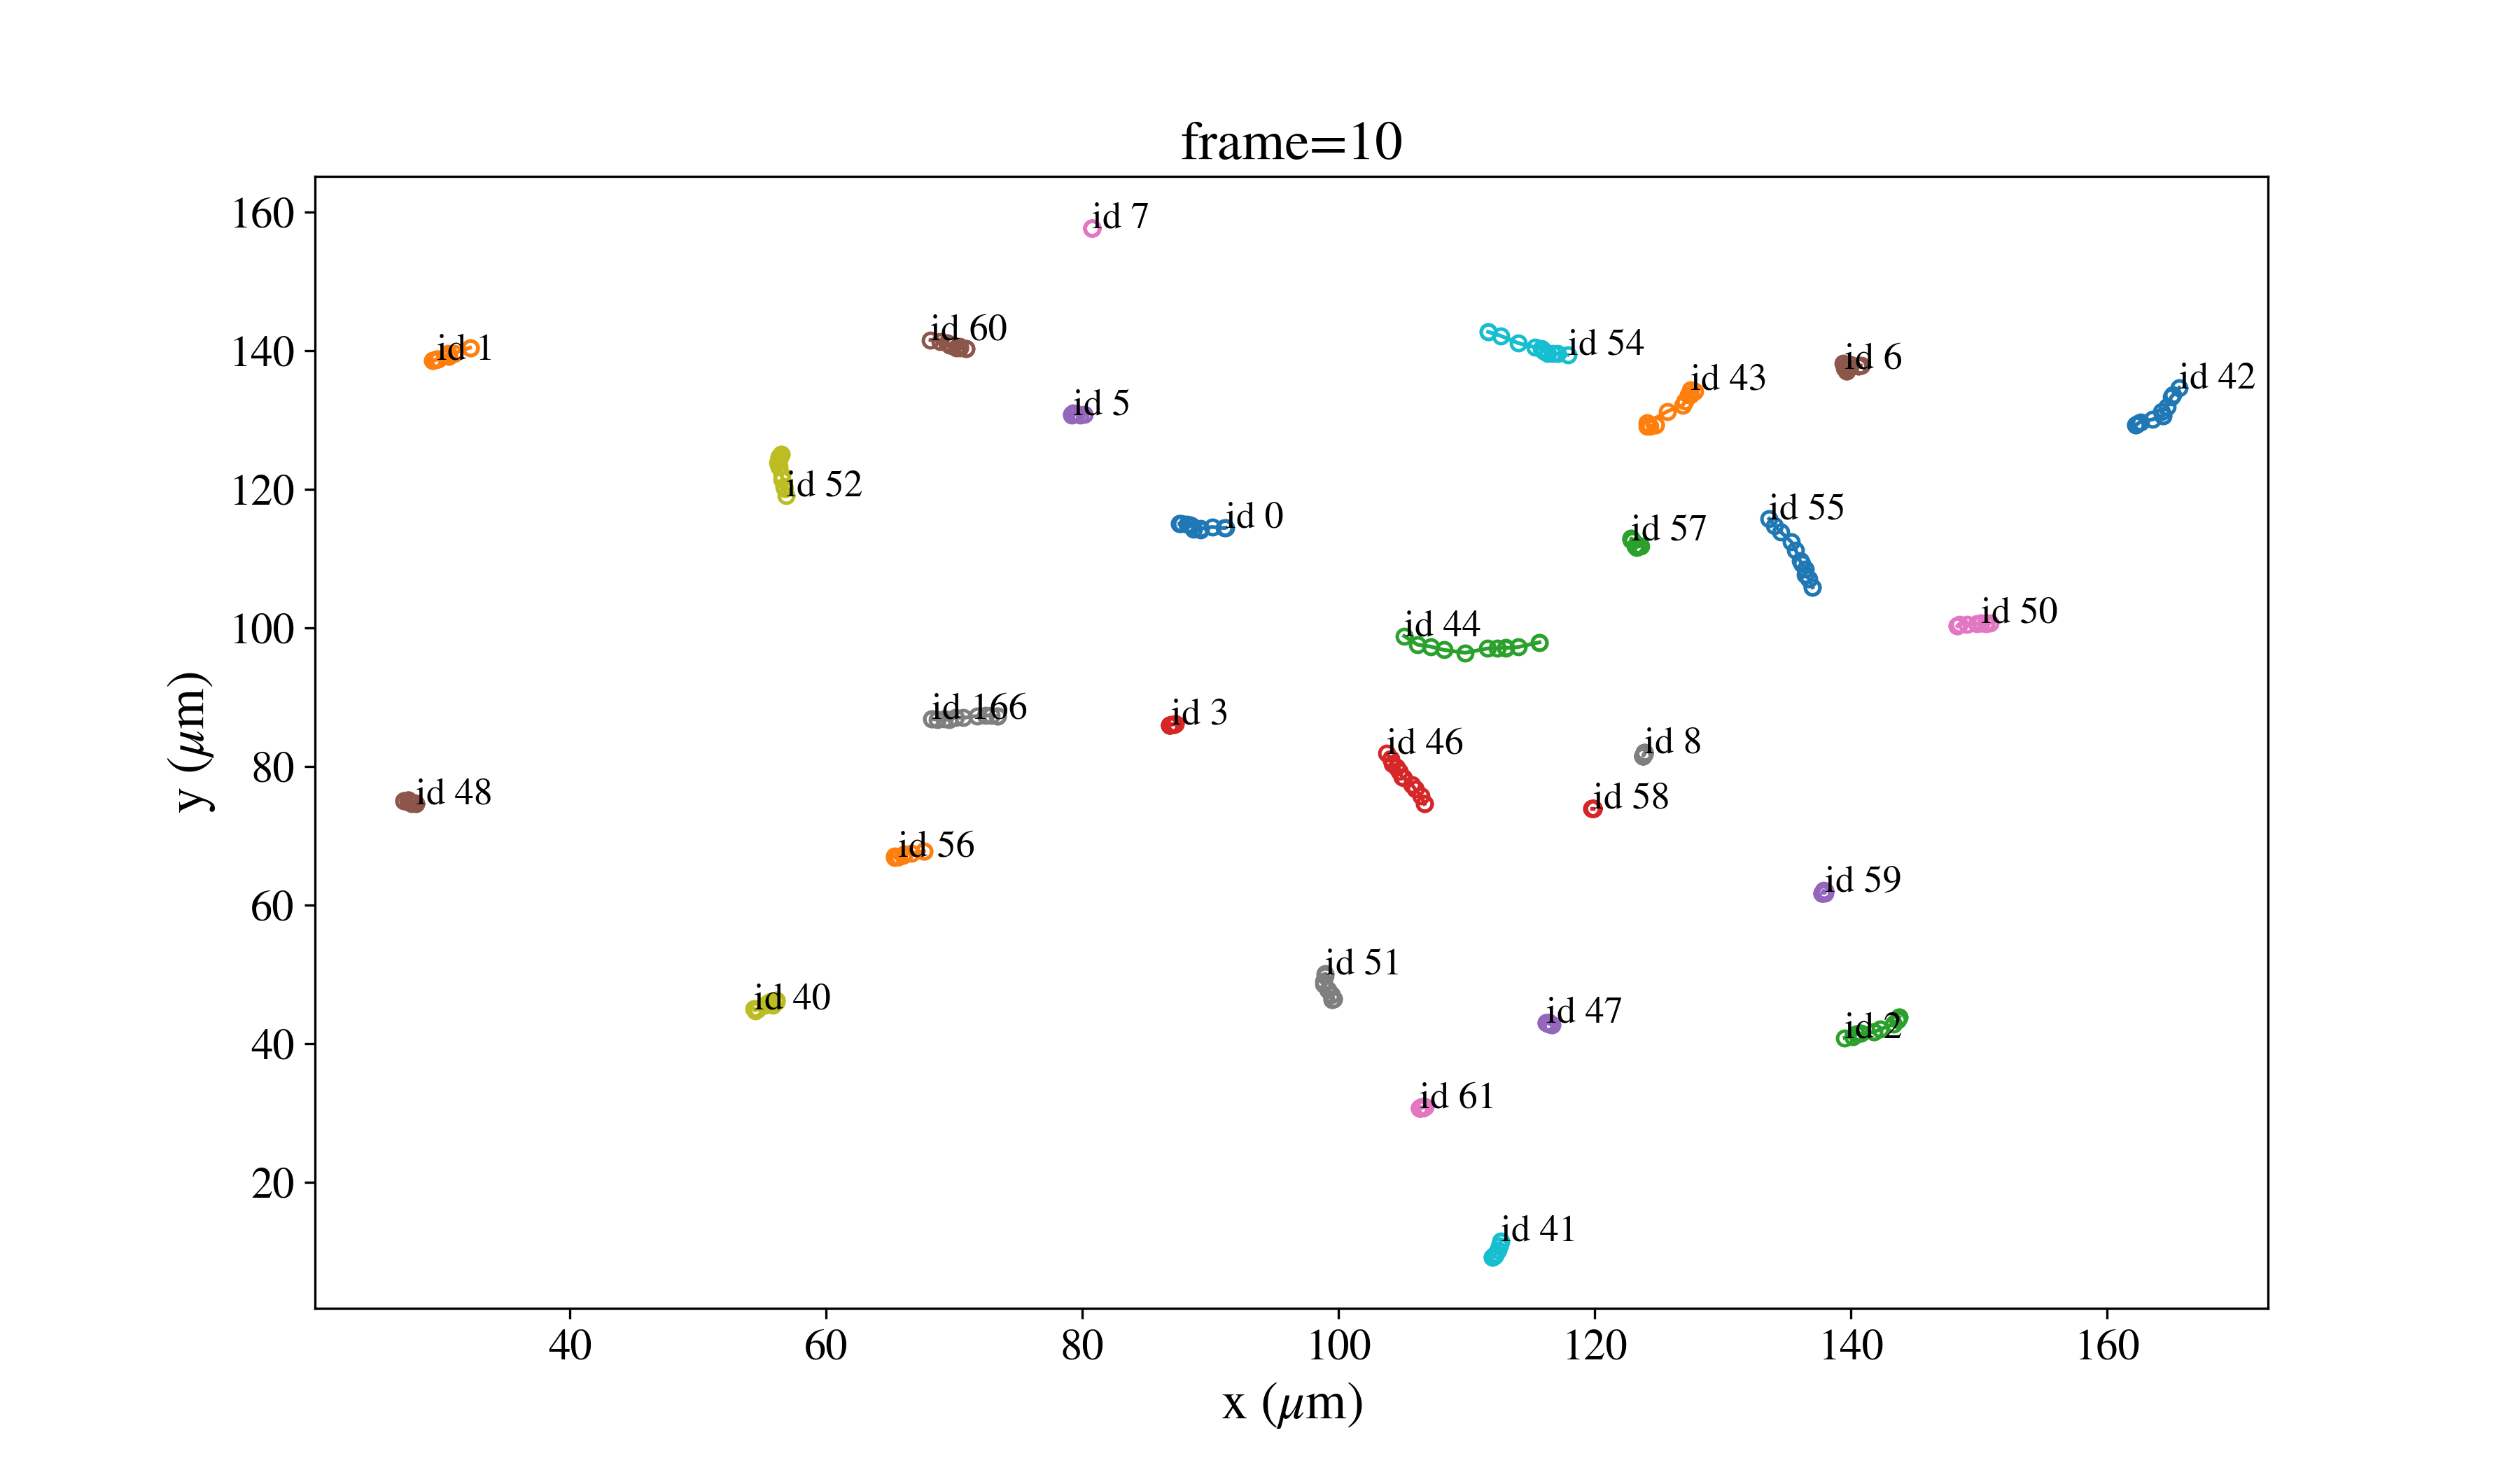 frame=10
160
id 7
id 60
id 54
140
id 1
id 6
id 43
id 42
id 5
id 52
120
id 0
id 55
id 57
100
id 44
id 50
id 166
id 3
y (μm)
80
id 46
id 8
id 48
id 58
id 56
60
id 59
id 51
id 40
id 47
40
id 2
id 61
20
id 41
40
60
80
100
120
140
160
x (μm)